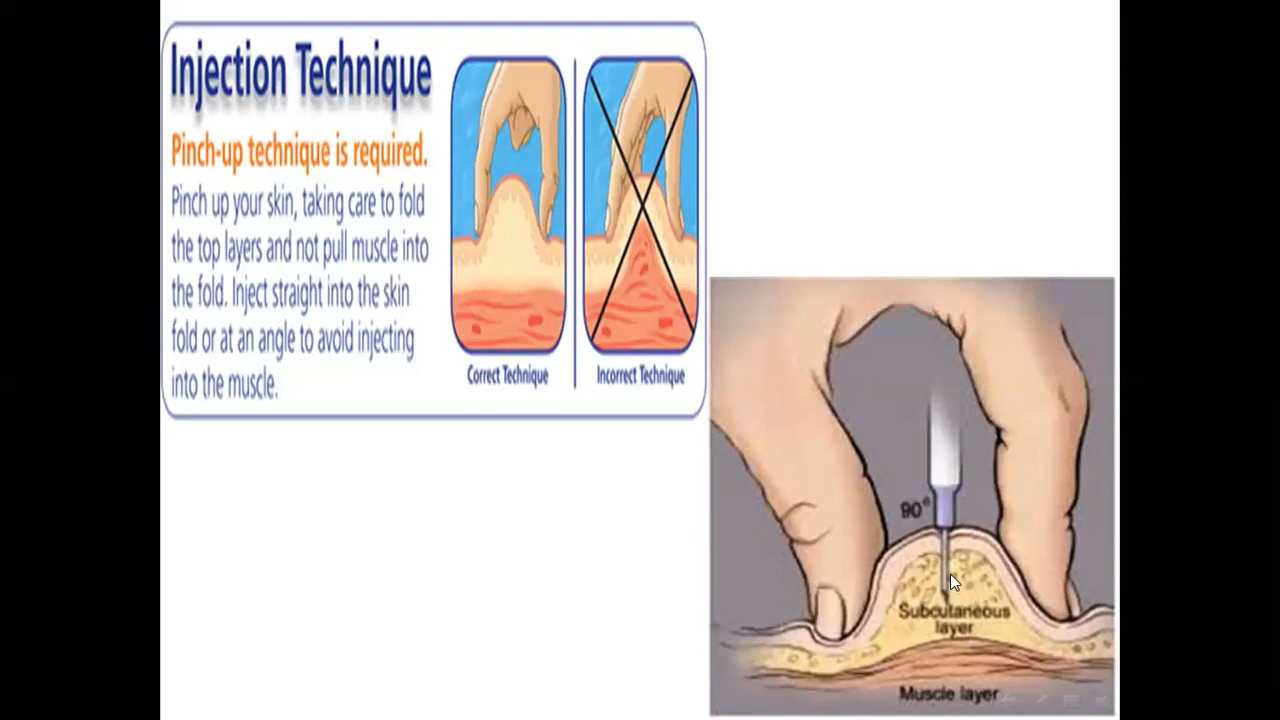 Injection Technique
Pinch-up technique is required.
Pinch up your skin, taking care to fold
the top layers and not pull muscle into
the fold. Inject straight into the skin
fold or at an angle to avoid injecting
into the muscle.
Correct Technique
Incorrect Technique
90°
Subcutaneous
layer
Muscle layer